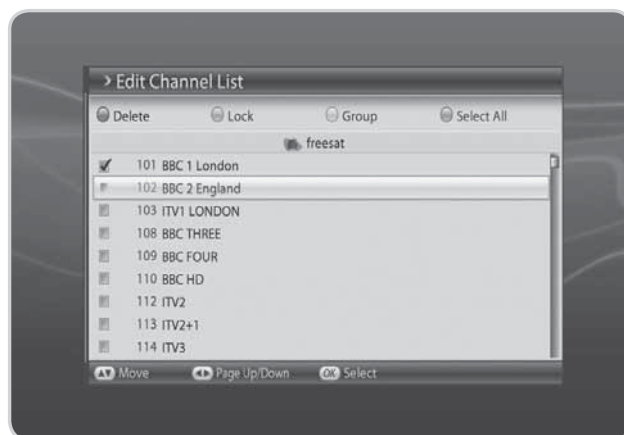 > Edit Channel List
Delete Lock Group Select All
freesat
101 BBC 1 London
102 BBC 2 England
103 ITV1 LONDON
108 BBC THREE
109 BBC FOUR
110 BBC HD
112 ITV2
113 ITV2+1
114 ITV3
▲▼ Move ◀▶ Page Up/Down OK Select